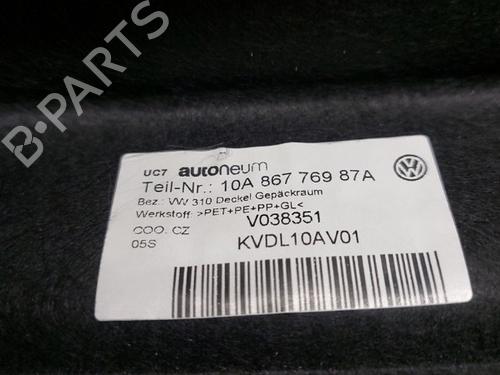 B-PARTS
UC7 autoneum
Teil-Nr.: 10A 867 769 87A
Bez.: VW 310 Deckel Gepäckraum
Werkstoff: >PET+PE+PP+GL<
V038351
COO. CZ
05S
KVDL10AV01